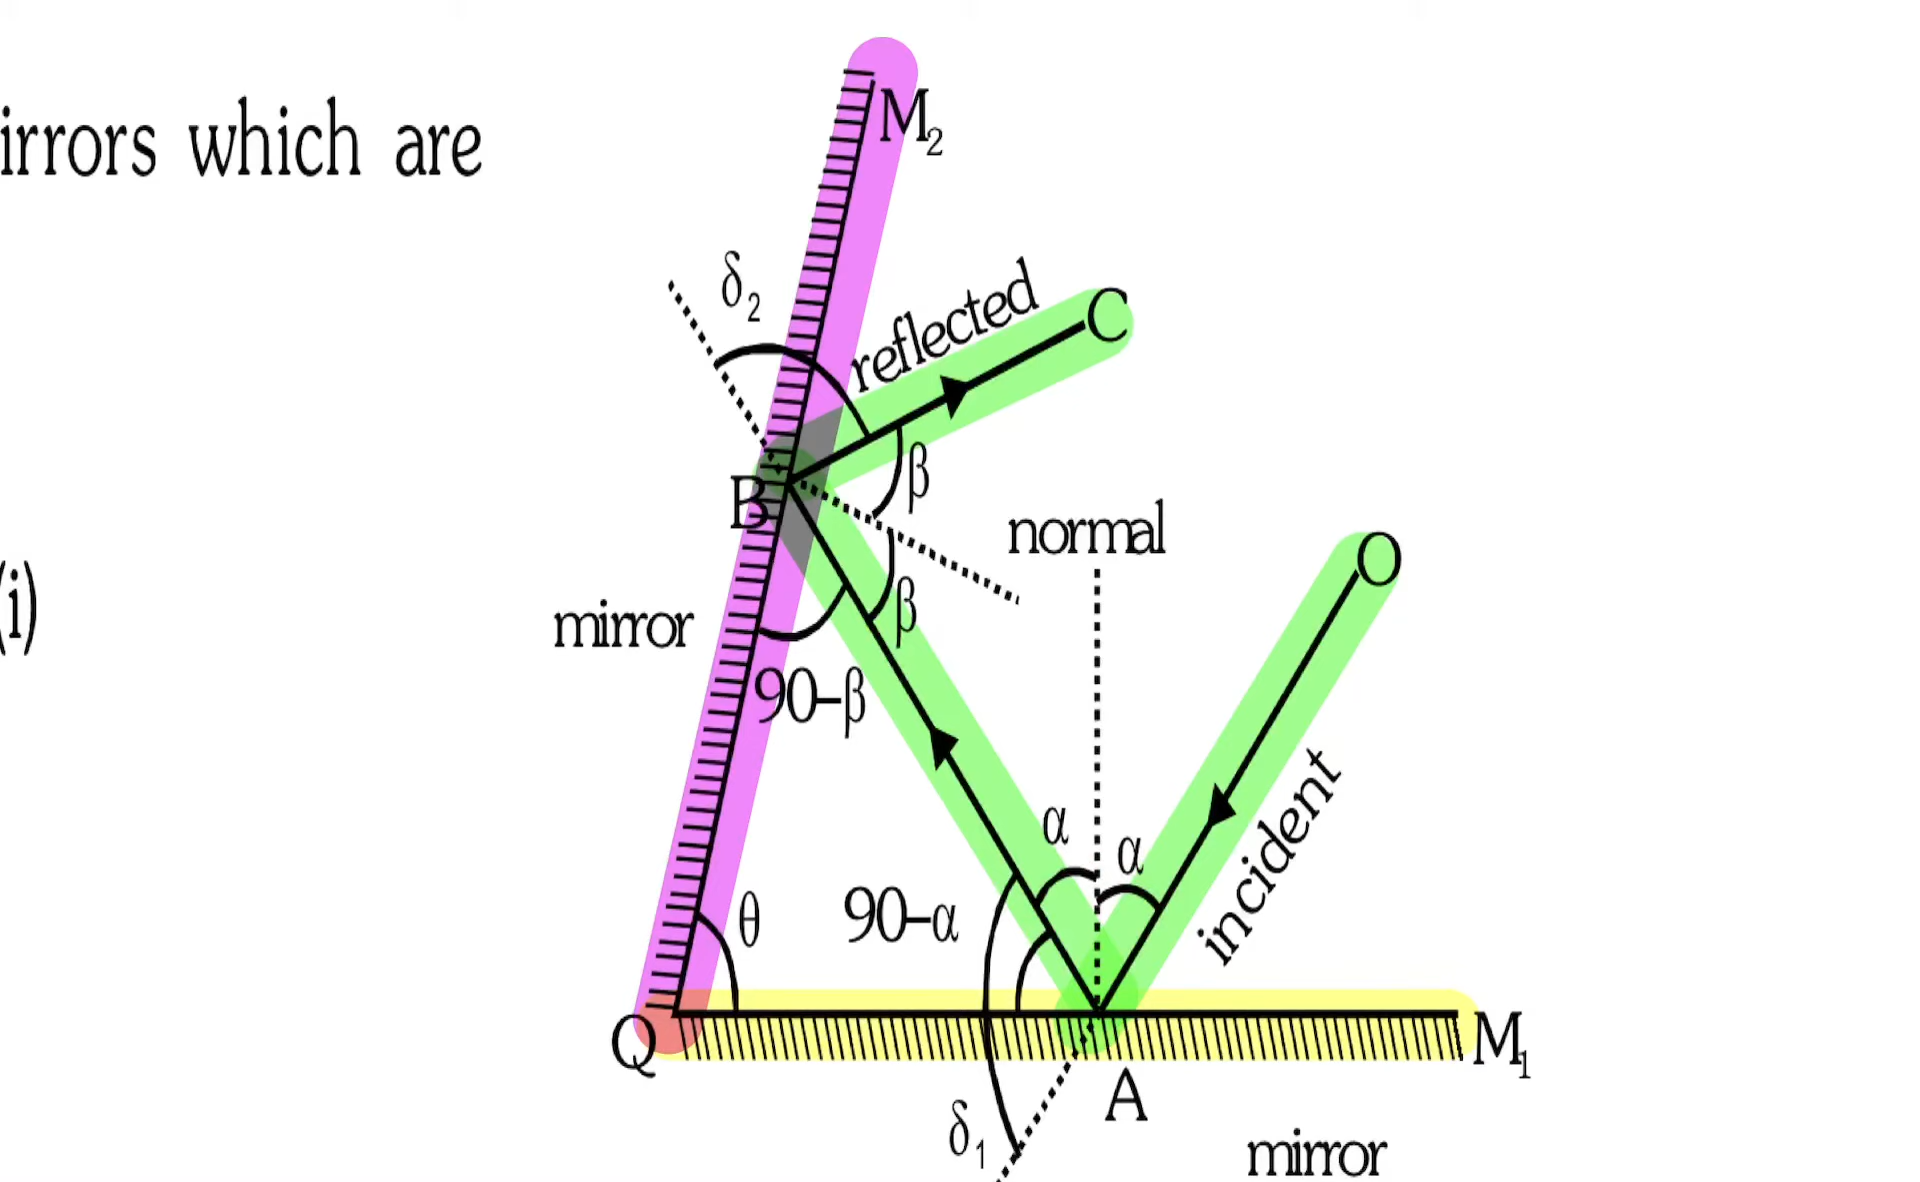 irrors which are
(i)
M₂
δ₂
reflected
C
B
β
normal
O
mirror
β
90–β
α
α
incident
θ
90–α
Q
M₁
A
δ₁
mirror